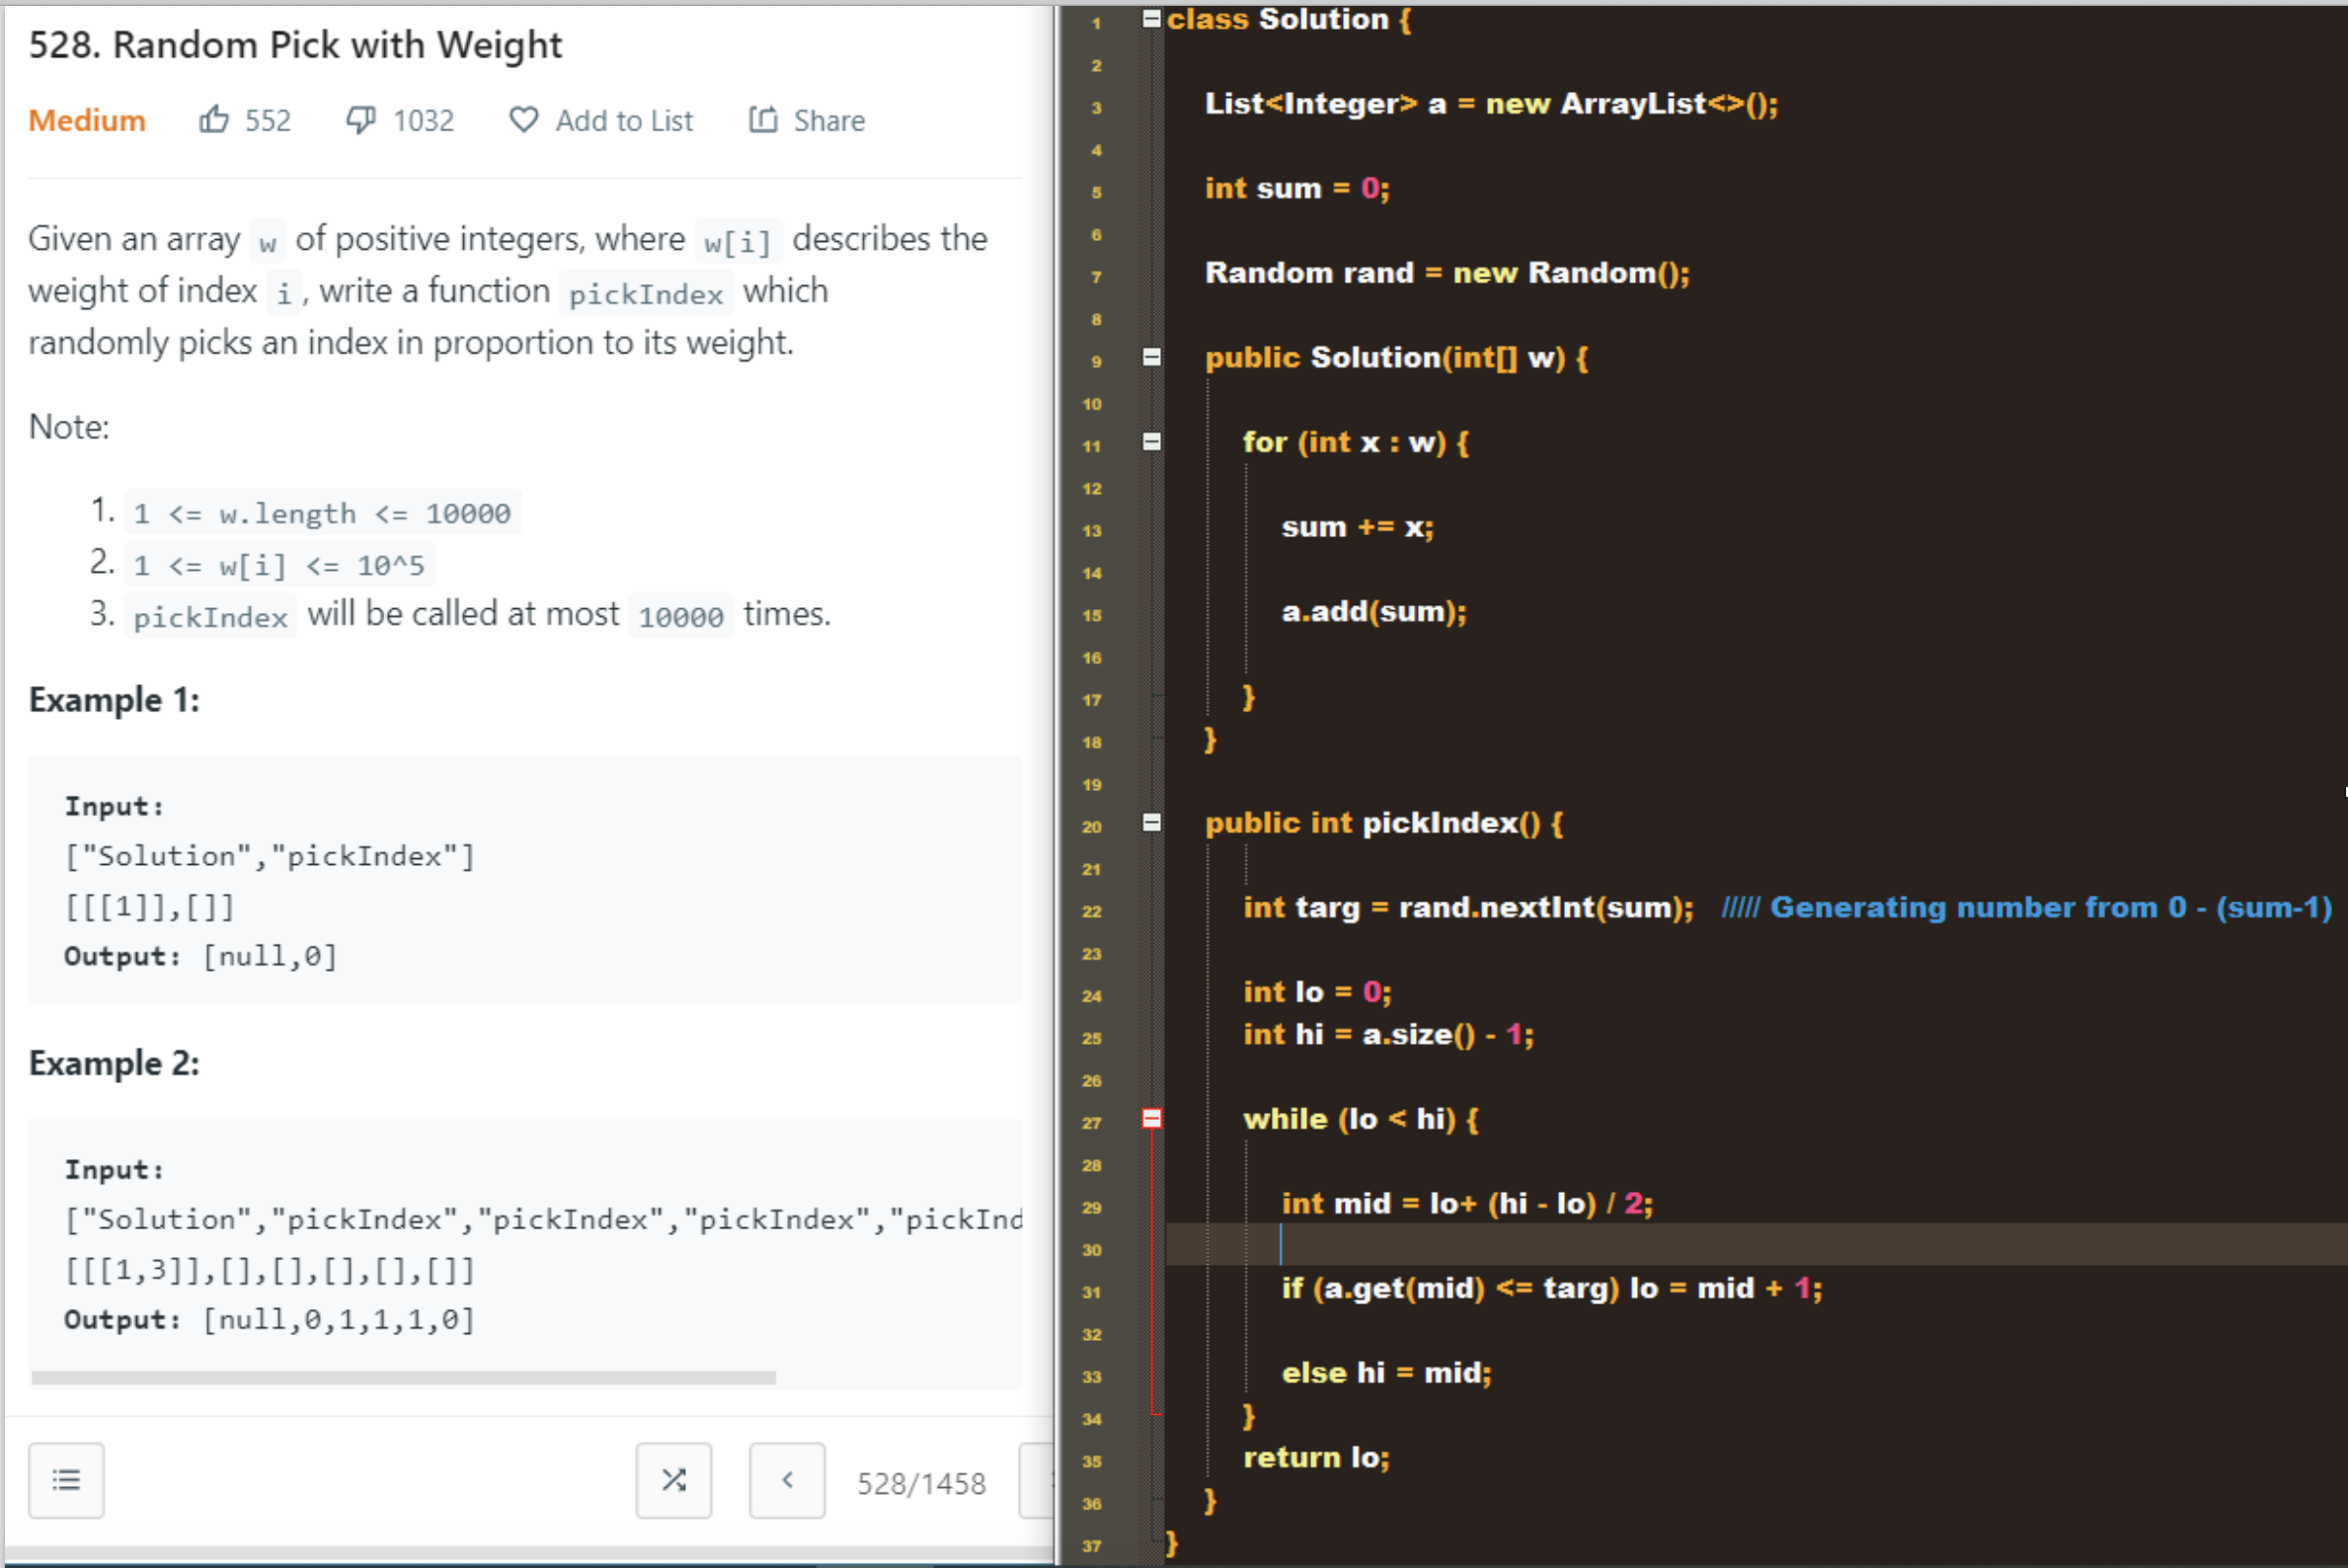 528. Random Pick with Weight
Medium 552 1032 Add to List Share
Given an array w of positive integers, where w[i] describes the
weight of index i , write a function pickIndex which
randomly picks an index in proportion to its weight.
Note:
1. 1 <= w.length <= 10000
2. 1 <= w[i] <= 10^5
3. pickIndex will be called at most 10000 times.
Example 1:
Input:
["Solution","pickIndex"]
[[[1]],[]]
Output: [null,0]
Example 2:
Input:
["Solution","pickIndex","pickIndex","pickIndex","pickInd
[[[1,3]],[],[],[],[],[]]
Output: [null,0,1,1,1,0]
528/1458
1 class Solution {
2
3 List<Integer> a = new ArrayList<>();
4
5 int sum = 0;
6
7 Random rand = new Random();
8
9 public Solution(int[] w) {
10
11 for (int x : w) {
12
13 sum += x;
14
15 a.add(sum);
16
17 }
18 }
19
20 public int pickIndex() {
21
22 int targ = rand.nextInt(sum); ///// Generating number from 0 - (sum-1)
23
24 int lo = 0;
25 int hi = a.size() - 1;
26
27 while (lo < hi) {
28
29 int mid = lo+ (hi - lo) / 2;
30
31 if (a.get(mid) <= targ) lo = mid + 1;
32
33 else hi = mid;
34 }
35 return lo;
36 }
37 }